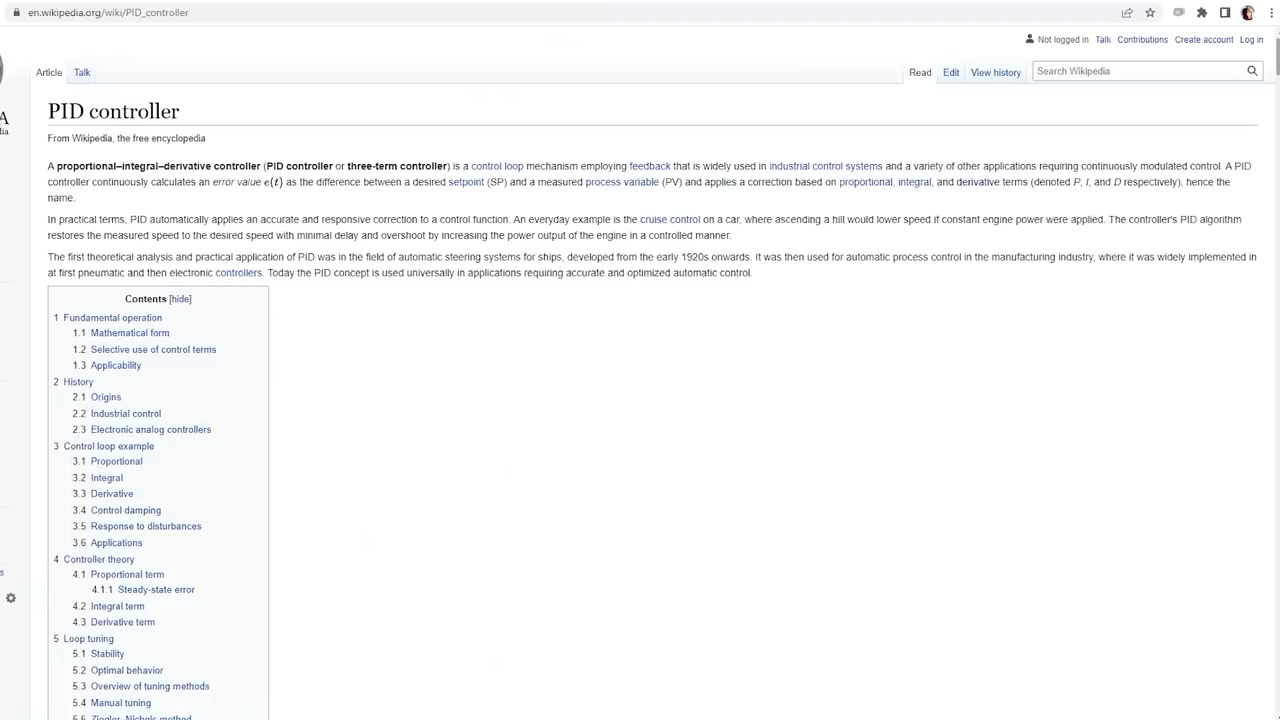 en.wikipedia.org/wiki/PID_controller
Not logged in Talk Contributions Create account Log in
Article Talk Read Edit View history Search Wikipedia
PID controller
From Wikipedia, the free encyclopedia
A proportional–integral–derivative controller (PID controller or three-term controller) is a control loop mechanism employing feedback that is widely used in industrial control systems and a variety of other applications requiring continuously modulated control. A PID
controller continuously calculates an error value e(t) as the difference between a desired setpoint (SP) and a measured process variable (PV) and applies a correction based on proportional, integral, and derivative terms (denoted P, I, and D respectively), hence the
name.
In practical terms, PID automatically applies an accurate and responsive correction to a control function. An everyday example is the cruise control on a car, where ascending a hill would lower speed if constant engine power were applied. The controller's PID algorithm
restores the measured speed to the desired speed with minimal delay and overshoot by increasing the power output of the engine in a controlled manner.
The first theoretical analysis and practical application of PID was in the field of automatic steering systems for ships, developed from the early 1920s onwards. It was then used for automatic process control in the manufacturing industry, where it was widely implemented in
at first pneumatic and then electronic controllers. Today the PID concept is used universally in applications requiring accurate and optimized automatic control.
Contents [hide]
1 Fundamental operation
1.1 Mathematical form
1.2 Selective use of control terms
1.3 Applicability
2 History
2.1 Origins
2.2 Industrial control
2.3 Electronic analog controllers
3 Control loop example
3.1 Proportional
3.2 Integral
3.3 Derivative
3.4 Control damping
3.5 Response to disturbances
3.6 Applications
4 Controller theory
4.1 Proportional term
4.1.1 Steady-state error
4.2 Integral term
4.3 Derivative term
5 Loop tuning
5.1 Stability
5.2 Optimal behavior
5.3 Overview of tuning methods
5.4 Manual tuning
5.5 Ziegler–Nichols method